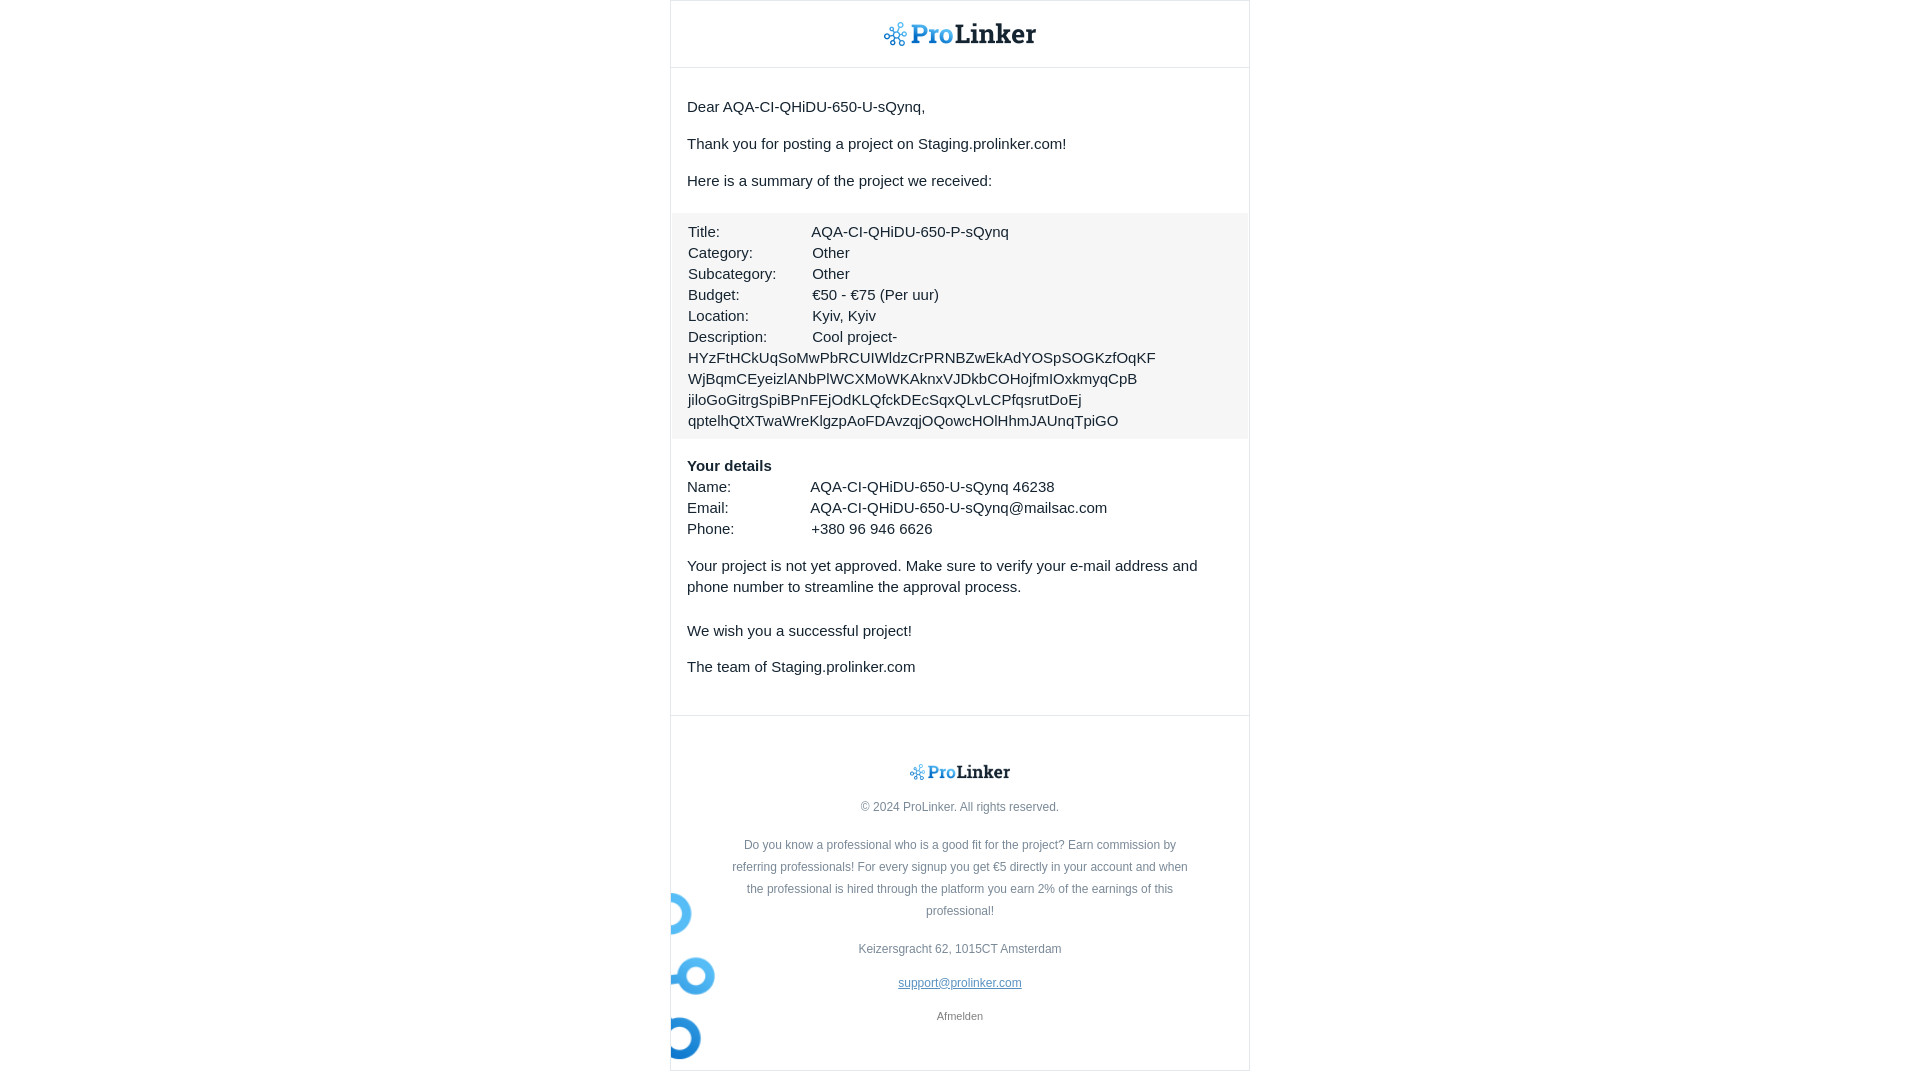 ProLinker
Dear AQA-CI-QHiDU-650-U-sQynq,
Thank you for posting a project on Staging.prolinker.com!
Here is a summary of the project we received:
Title: AQA-CI-QHiDU-650-P-sQynq
Category: Other
Subcategory: Other
Budget: €50 - €75 (Per uur)
Location: Kyiv, Kyiv
Description: Cool project-
HYzFtHCkUqSoMwPbRCUIWldzCrPRNBZwEkAdYOSpSOGKzfOqKF
WjBqmCEyeizlANbPlWCXMoWKAknxVJDkbCOHojfmIOxkmyqCpB
jiloGoGitrgSpiBPnFEjOdKLQfckDEcSqxQLvLCPfqsrutDoEj
qptelhQtXTwaWreKlgzpAoFDAvzqjOQowcHOlHhmJAUnqTpiGO
Your details
Name: AQA-CI-QHiDU-650-U-sQynq 46238
Email: AQA-CI-QHiDU-650-U-sQynq@mailsac.com
Phone: +380 96 946 6626
Your project is not yet approved. Make sure to verify your e-mail address and
phone number to streamline the approval process.
We wish you a successful project!
The team of Staging.prolinker.com
ProLinker
© 2024 ProLinker. All rights reserved.
Do you know a professional who is a good fit for the project? Earn commission by
referring professionals! For every signup you get €5 directly in your account and when
the professional is hired through the platform you earn 2% of the earnings of this
professional!
Keizersgracht 62, 1015CT Amsterdam
support@prolinker.com
Afmelden